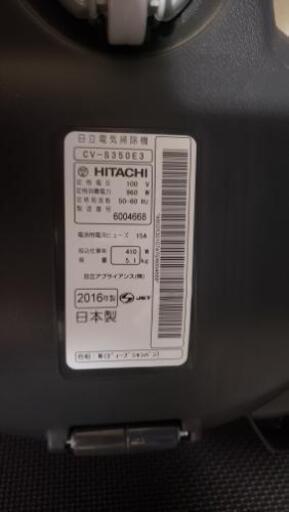 日立電気掃除機
CV-S350E3
HITACHI
定格電圧 100 V
定格消費電力 960 W
定格周波数 50-60 Hz
製造番号 6004668
電源用電流ヒューズ 15A
吸込仕事率 410 W
質量 5.1 kg
日立アプライアンス(株)
2016年製 JET
日本製